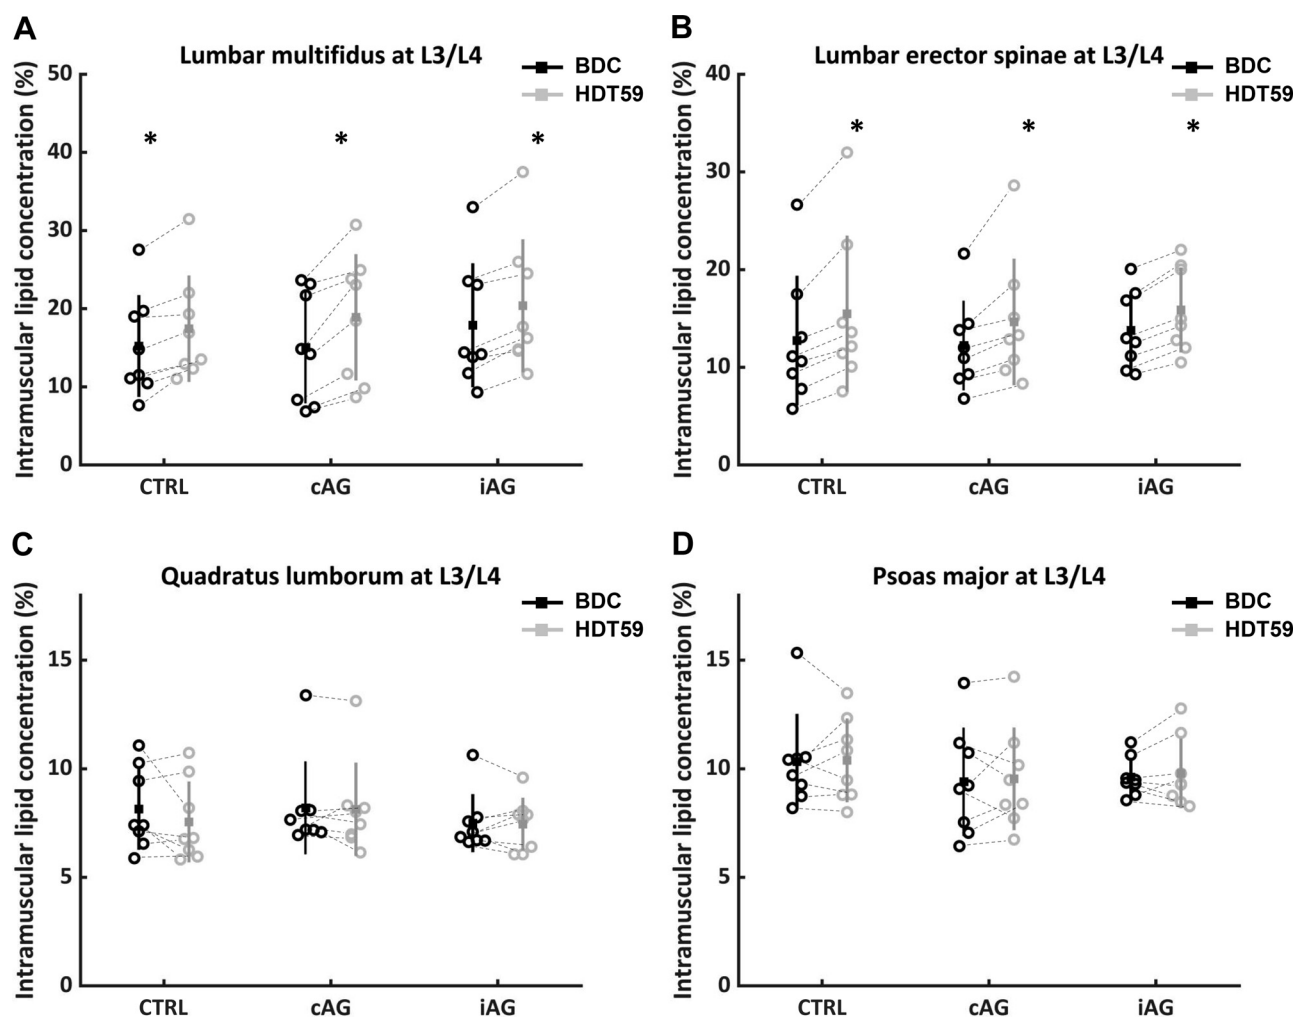 A
Lumbar multifidus at L3/L4
BDC
HDT59
Intramuscular lipid concentration (%)
50
40
30
20
10
0
*
*
*
CTRL
cAG
iAG
B
Lumbar erector spinae at L3/L4
BDC
HDT59
Intramuscular lipid concentration (%)
40
30
20
10
0
*
*
*
CTRL
cAG
iAG
C
Quadratus lumborum at L3/L4
BDC
HDT59
Intramuscular lipid concentration (%)
15
10
5
0
CTRL
cAG
iAG
D
Psoas major at L3/L4
BDC
HDT59
Intramuscular lipid concentration (%)
15
10
5
0
CTRL
cAG
iAG